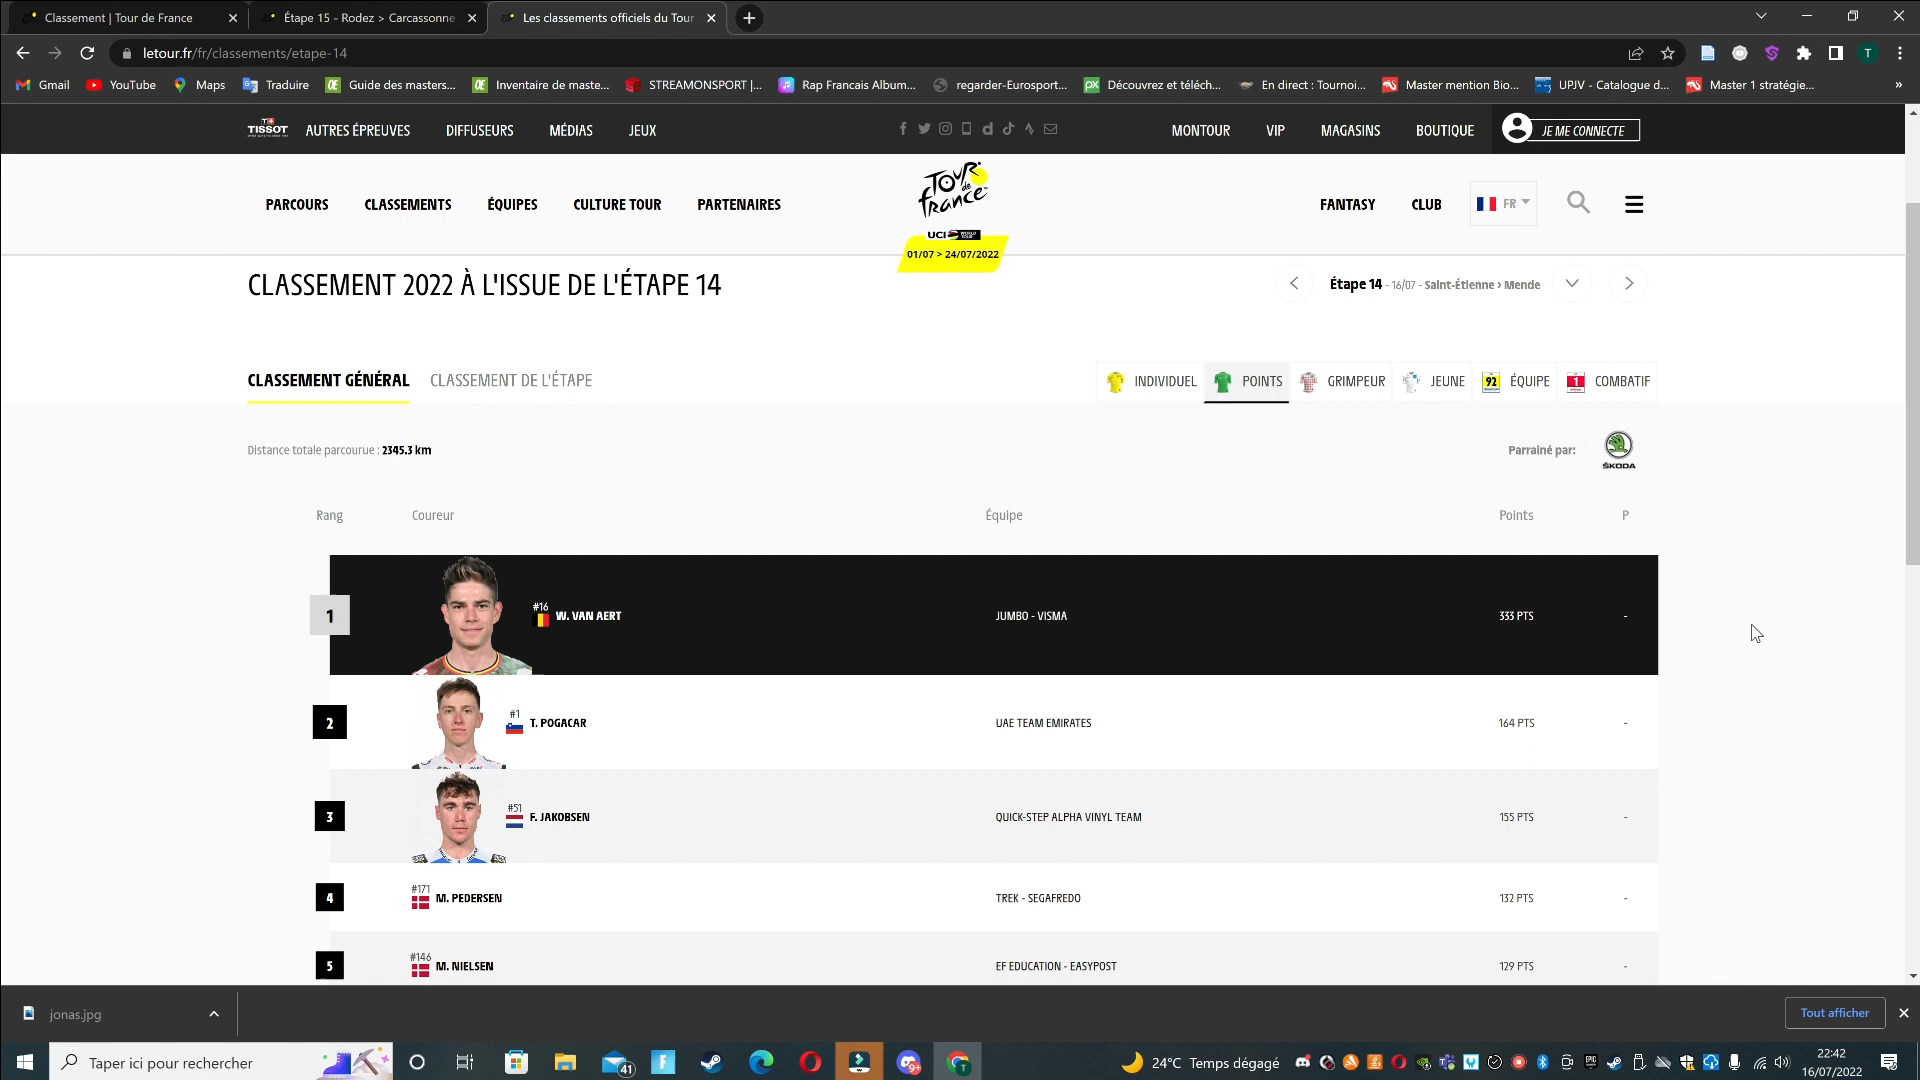 Classement | Tour de France
Étape 15 - Rodez > Carcassonne
Les classements officiels du Tour
letour.fr/fr/classements/etape-14
T
Gmail
YouTube
Maps
Traduire
Guide des masters...
Inventaire de maste...
STREAMONSPORT |...
Rap Francais Album...
regarder-Eurosport...
Découvrez et téléch...
En direct : Tournoi...
Master mention Bio...
UPJV - Catalogue d...
Master 1 stratégie...
»
TISSOT
AUTRES ÉPREUVES
DIFFUSEURS
MÉDIAS
JEUX
MONTOUR
VIP
MAGASINS
BOUTIQUE
JE ME CONNECTE
PARCOURS
CLASSEMENTS
ÉQUIPES
CULTURE TOUR
PARTENAIRES
TOUR de france
UCI WORLD TOUR
01/07 > 24/07/2022
FANTASY
CLUB
FR
CLASSEMENT 2022 À L'ISSUE DE L'ÉTAPE 14
Étape 14 - 16/07 - Saint-Étienne > Mende
CLASSEMENT GÉNÉRAL
CLASSEMENT DE L'ÉTAPE
INDIVIDUEL
POINTS
GRIMPEUR
JEUNE
92 ÉQUIPE
1 COMBATIF
Distance totale parcourue : 2345.3 km
Parrainé par:
ŠKODA
Rang Coureur Équipe Points P
1 #16 W. VAN AERT JUMBO - VISMA 333 PTS -
2 #1 T. POGACAR UAE TEAM EMIRATES 164 PTS -
3 #51 F. JAKOBSEN QUICK-STEP ALPHA VINYL TEAM 155 PTS -
4 #171 M. PEDERSEN TREK - SEGAFREDO 132 PTS -
5 #146 M. NIELSEN EF EDUCATION - EASYPOST 129 PTS -
jonas.jpg
Tout afficher
Taper ici pour rechercher
41
9+
24°C Temps dégagé
22:42
16/07/2022